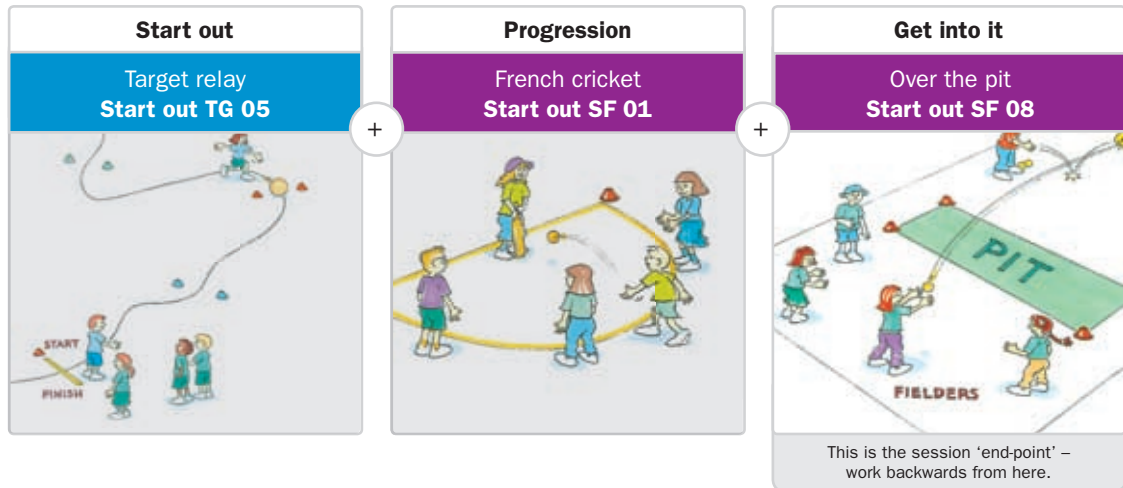 Start out
Target relay
Start out TG 05
START
FINISH
+
Progression
French cricket
Start out SF 01
+
Get into it
Over the pit
Start out SF 08
PIT
FIELDERS
This is the session ‘end-point’ –
work backwards from here.